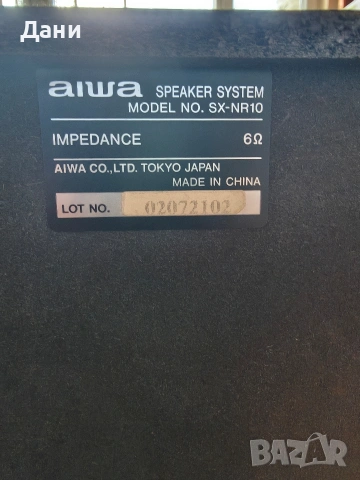 Дани
aiwa SPEAKER SYSTEM
MODEL NO. SX-NR10
IMPEDANCE 6Ω
AIWA CO.,LTD. TOKYO JAPAN
MADE IN CHINA
LOT NO. 02072102
BAZAR